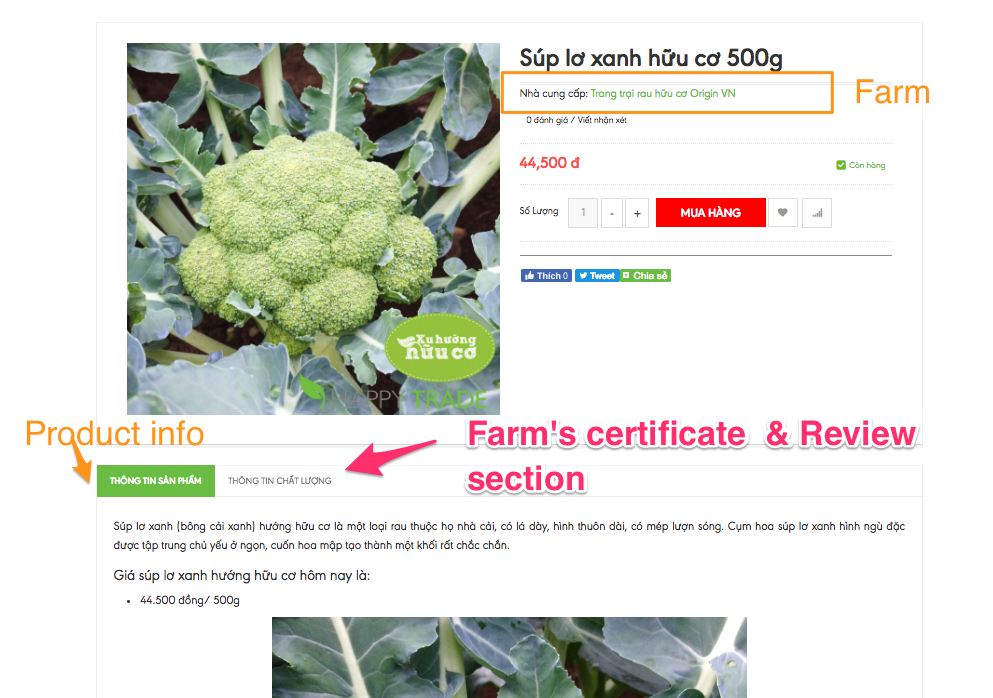 Súp lơ xanh hữu cơ 500g
Nhà cung cấp: Trang trại rau hữu cơ Origin VN
Farm
0 đánh giá / Viết nhận xét
44,500 đ
Còn hàng
Số Lượng 1 - + MUA HÀNG
Thích 0 Tweet Chia sẻ
Xu hướng
hữu cơ
HAPPY TRADE
Product info
Farm's certificate & Review
section
THÔNG TIN SẢN PHẨM THÔNG TIN CHẤT LƯỢNG
Súp lơ xanh (bông cải xanh) hướng hữu cơ là một loại rau thuộc họ nhà cải, có lá dày, hình thuôn dài, có mép lượn sóng. Cụm hoa súp lơ xanh hình ngù đặc
được tập trung chủ yếu ở ngọn, cuốn hoa mập tạo thành một khối rất chắc chắn.
Giá súp lơ xanh hướng hữu cơ hôm nay là:
• 44.500 đồng/ 500g